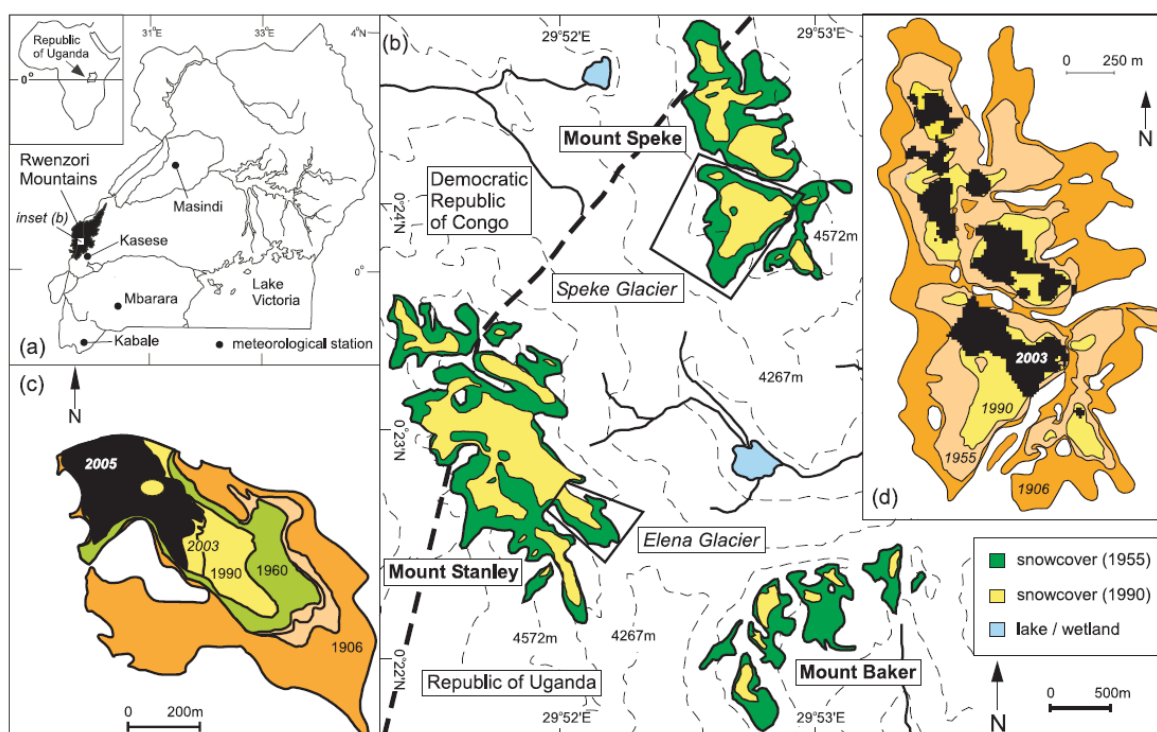 31°E
33°E
4°N
Republic
of Uganda
0°
Rwenzori
Mountains
inset (b)
Masindi
Kasese
0°
Lake
Victoria
Mbarara
Kabale
meteorological station
(a)
(b)
29°52'E
29°53'E
Mount Speke
Democratic
Republic
of Congo
0°24'N
4572m
Speke Glacier
4267m
0°23'N
Elena Glacier
Mount Stanley
4572m
4267m
0°22'N
Republic of Uganda
Mount Baker
29°52'E
29°53'E
(c)
N
2005
2003
1990
1960
1906
0
200m
(d)
0
250 m
N
2003
1990
1955
1906
snowcover (1955)
snowcover (1990)
lake / wetland
N
0
500m